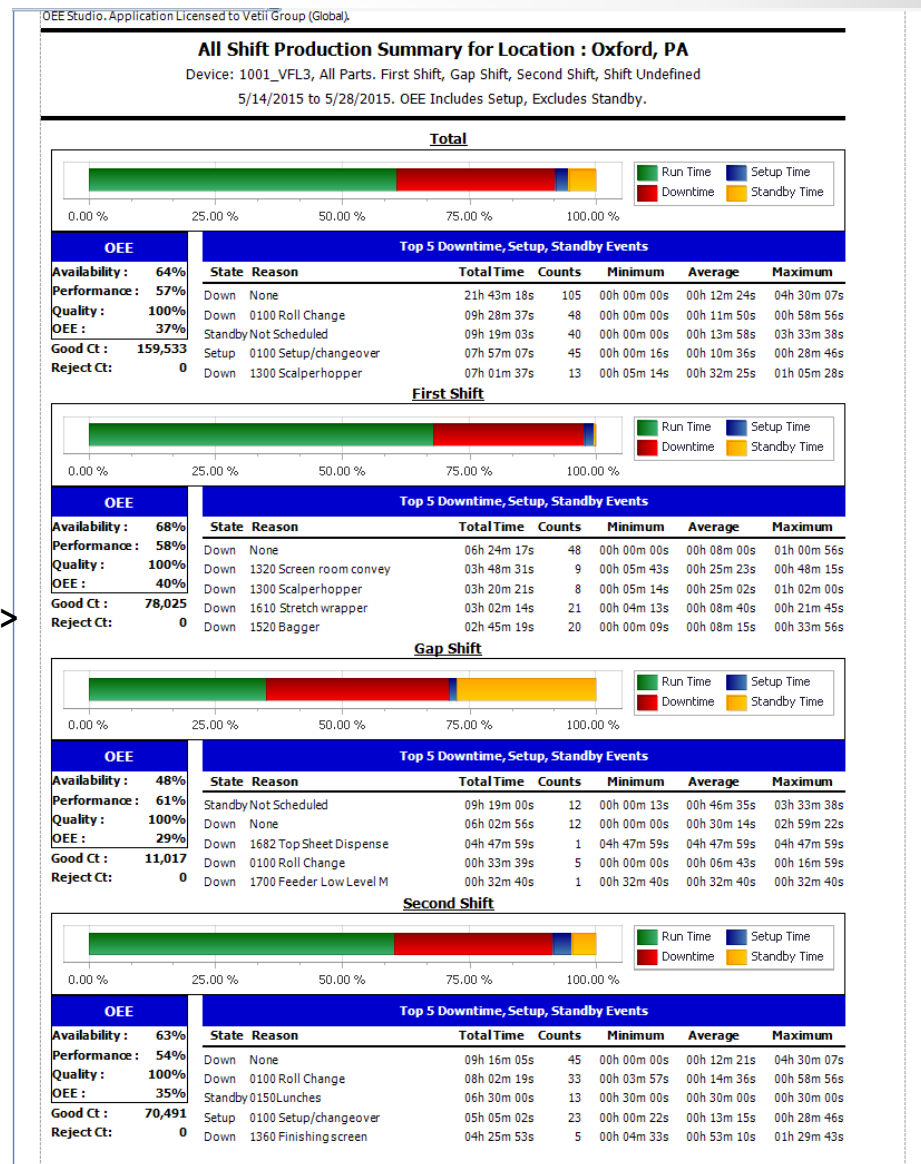 OEE Studio. Application Licensed to Vetii Group (Global).
All Shift Production Summary for Location : Oxford, PA
Device: 1001_VFL3, All Parts. First Shift, Gap Shift, Second Shift, Shift Undefined
5/14/2015 to 5/28/2015. OEE Includes Setup, Excludes Standby.
Total
Run Time Setup Time
Downtime Standby Time
0.00 % 25.00 % 50.00 % 75.00 % 100.00 %
OEE Top 5 Downtime, Setup, Standby Events
Availability : 64% State Reason Total Time Counts Minimum Average Maximum
Performance : 57% Down None 21h 43m 18s 105 00h 00m 00s 00h 12m 24s 04h 30m 07s
Quality : 100% Down 0100 Roll Change 09h 28m 37s 48 00h 00m 00s 00h 11m 50s 00h 58m 56s
OEE : 37% Standby Not Scheduled 09h 19m 03s 40 00h 00m 00s 00h 13m 58s 03h 33m 38s
Good Ct : 159,533 Setup 0100 Setup/changeover 07h 57m 07s 45 00h 00m 16s 00h 10m 36s 00h 28m 46s
Reject Ct: 0 Down 1300 Scalperhopper 07h 01m 37s 13 00h 05m 14s 00h 32m 25s 01h 05m 28s
First Shift
Run Time Setup Time
Downtime Standby Time
0.00 % 25.00 % 50.00 % 75.00 % 100.00 %
OEE Top 5 Downtime, Setup, Standby Events
Availability : 68% State Reason Total Time Counts Minimum Average Maximum
Performance : 58% Down None 06h 24m 17s 48 00h 00m 00s 00h 08m 00s 01h 00m 56s
Quality : 100% Down 1320 Screen room convey 03h 48m 31s 9 00h 05m 43s 00h 25m 23s 00h 48m 15s
OEE : 40% Down 1300 Scalperhopper 03h 20m 21s 8 00h 05m 14s 00h 25m 02s 01h 02m 00s
Good Ct : 78,025 Down 1610 Stretch wrapper 03h 02m 14s 21 00h 04m 13s 00h 08m 40s 00h 21m 45s
Reject Ct: 0 Down 1520 Bagger 02h 45m 19s 20 00h 00m 09s 00h 08m 15s 00h 33m 56s
>
Gap Shift
Run Time Setup Time
Downtime Standby Time
0.00 % 25.00 % 50.00 % 75.00 % 100.00 %
OEE Top 5 Downtime, Setup, Standby Events
Availability : 48% State Reason Total Time Counts Minimum Average Maximum
Performance : 61% Standby Not Scheduled 09h 19m 00s 12 00h 00m 13s 00h 46m 35s 03h 33m 38s
Quality : 100% Down None 06h 02m 56s 12 00h 00m 00s 00h 30m 14s 02h 59m 22s
OEE : 29% Down 1682 Top Sheet Dispense 04h 47m 59s 1 04h 47m 59s 04h 47m 59s 04h 47m 59s
Good Ct : 11,017 Down 0100 Roll Change 00h 33m 39s 5 00h 00m 00s 00h 06m 43s 00h 16m 59s
Reject Ct: 0 Down 1700 Feeder Low Level M 00h 32m 40s 1 00h 32m 40s 00h 32m 40s 00h 32m 40s
Second Shift
Run Time Setup Time
Downtime Standby Time
0.00 % 25.00 % 50.00 % 75.00 % 100.00 %
OEE Top 5 Downtime, Setup, Standby Events
Availability : 63% State Reason Total Time Counts Minimum Average Maximum
Performance : 54% Down None 09h 16m 05s 45 00h 00m 00s 00h 12m 21s 04h 30m 07s
Quality : 100% Down 0100 Roll Change 08h 02m 19s 33 00h 03m 57s 00h 14m 36s 00h 58m 56s
OEE : 35% Standby 0150Lunches 06h 30m 00s 13 00h 30m 00s 00h 30m 00s 00h 30m 00s
Good Ct : 70,491 Setup 0100 Setup/changeover 05h 05m 02s 23 00h 00m 22s 00h 13m 15s 00h 28m 46s
Reject Ct: 0 Down 1360 Finishing screen 04h 25m 53s 5 00h 04m 33s 00h 53m 10s 01h 29m 43s